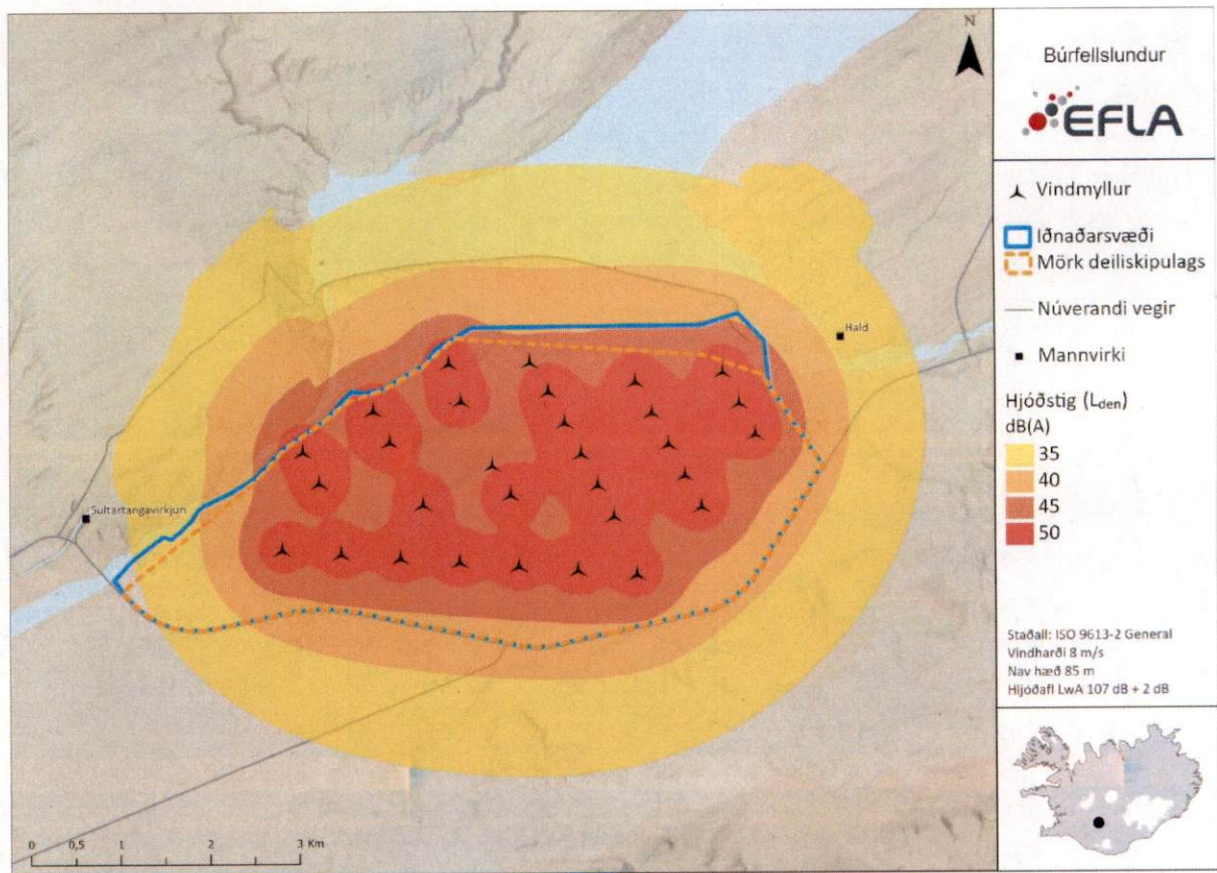 N
Hald
Sultartangavirkjun
0 0,5 1 2 3 Km
Búrfellslundur
EFLA
Vindmyllur
Iðnaðarsvæði
Mörk deiliskipulags
Núverandi vegir
Mannvirki
Hjóðstig (Lden)
dB(A)
35
40
45
50
Staðall: ISO 9613-2 General
Vindharði 8 m/s
Nav hæð 85 m
Hljóðafl LwA 107 dB + 2 dB